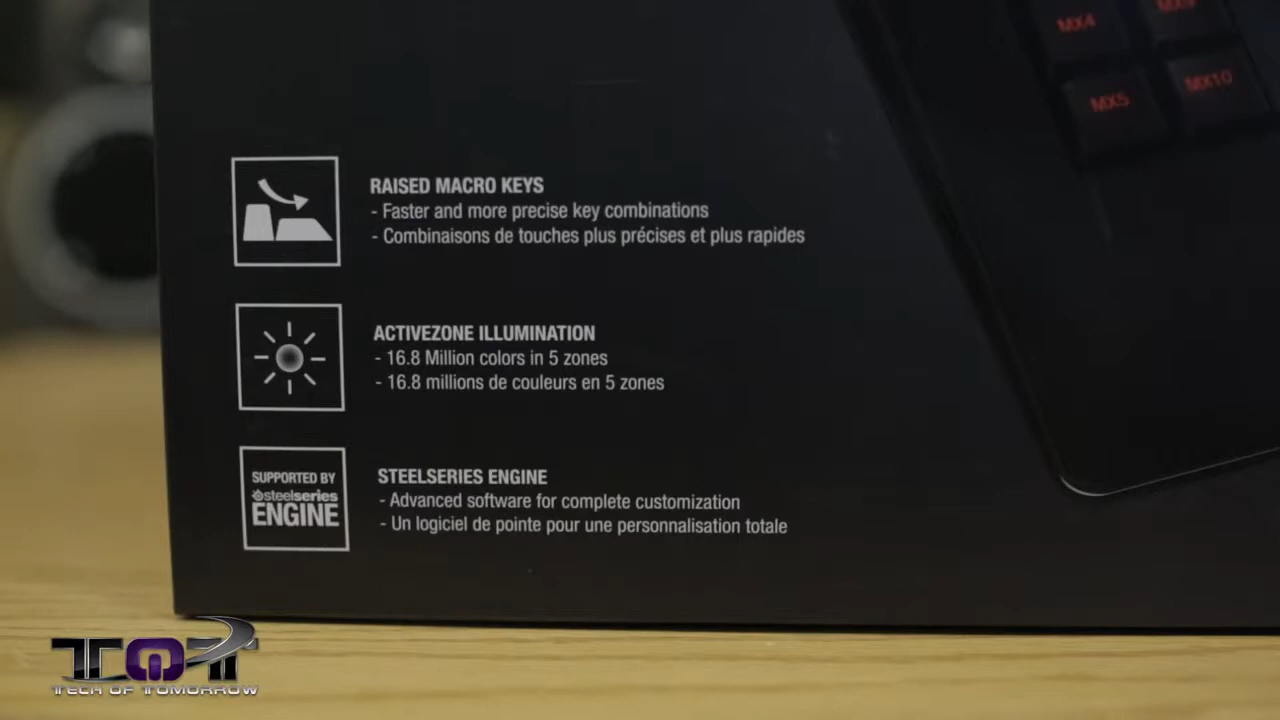 MX4
MX9
MX5
MX10
RAISED MACRO KEYS
- Faster and more precise key combinations
- Combinaisons de touches plus précises et plus rapides
ACTIVEZONE ILLUMINATION
- 16.8 Million colors in 5 zones
- 16.8 millions de couleurs en 5 zones
SUPPORTED BY
steelseries
ENGINE
STEELSERIES ENGINE
- Advanced software for complete customization
- Un logiciel de pointe pour une personnalisation totale
TOT
TECH OF TOMORROW